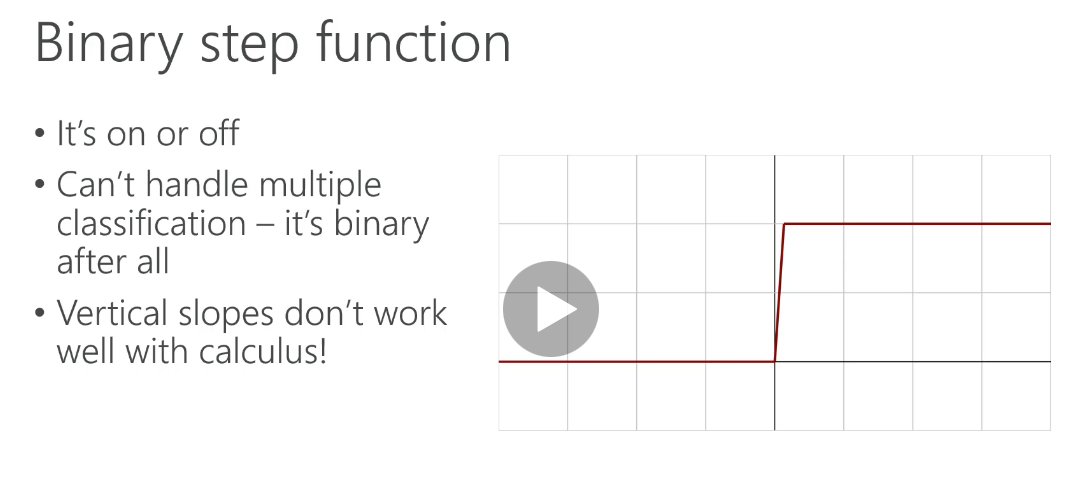 Binary step function
• It’s on or off
• Can’t handle multiple
classification – it’s binary
after all
• Vertical slopes don’t work
well with calculus!